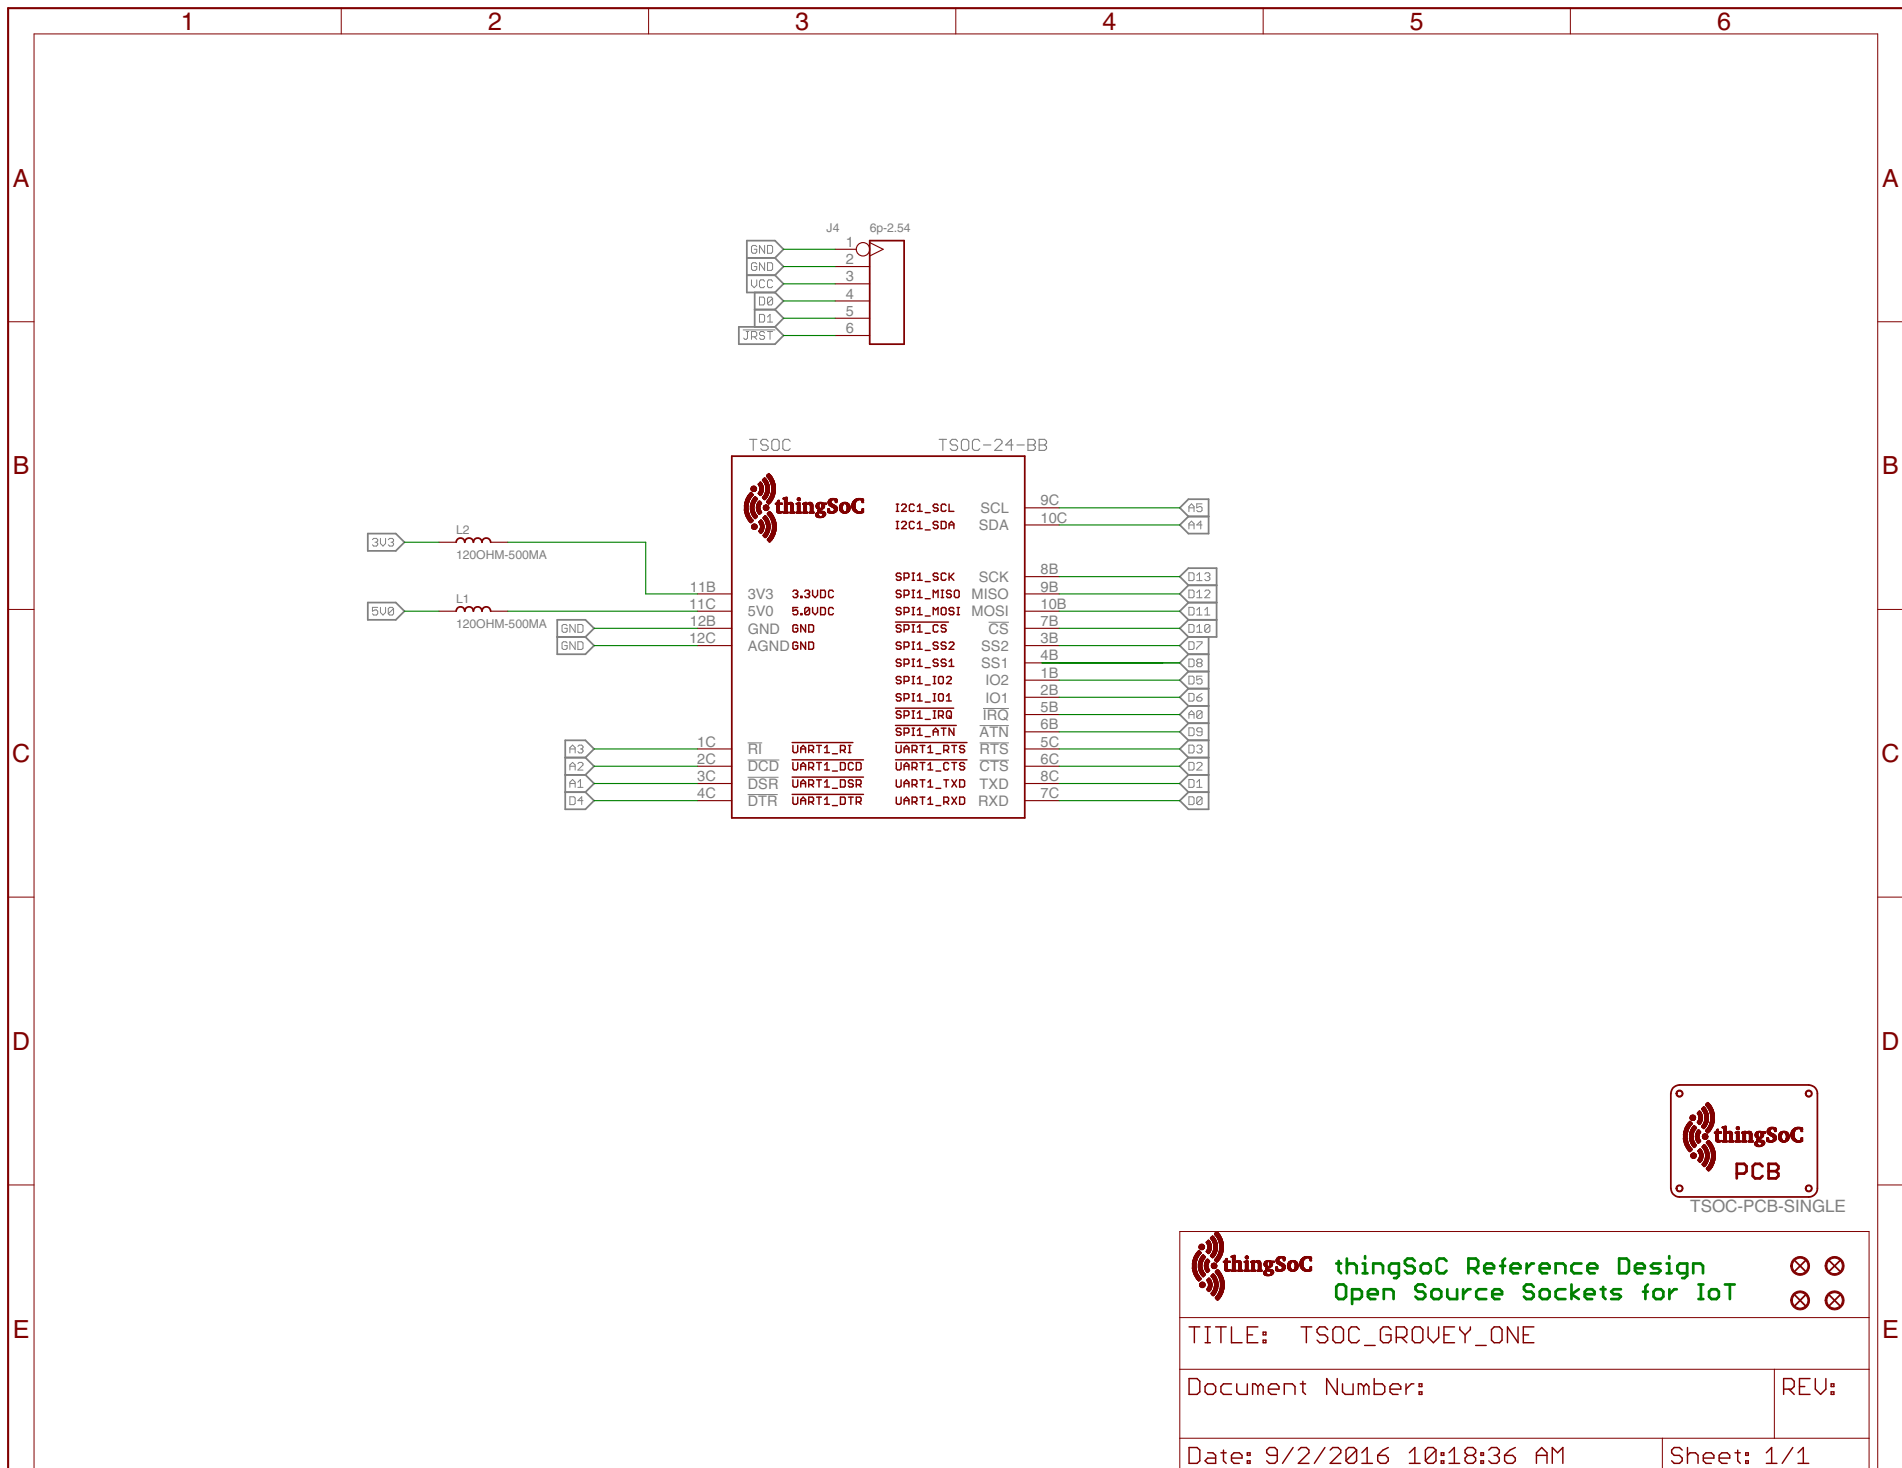 1 2 3 4 5 6
A A
J4 6p-2.54
GND 1
GND 2
VCC 3
D0 4
D1 5
JRST 6
TSOC TSOC-24-BB
B B
thingSoC I2C1_SCL SCL 9C A5
I2C1_SDA SDA 10C A4
3V3 L2
120OHM-500MA
SPI1_SCK SCK 8B D13
11B 3V3 3.3VDC SPI1_MISO MISO 9B D12
5V0 L1 11C 5V0 5.0VDC SPI1_MOSI MOSI 10B D11
120OHM-500MA GND 12B GND GND SPI1_CS CS 7B D10
GND 12C AGND GND SPI1_SS2 SS2 3B D7
SPI1_SS1 SS1 4B D8
SPI1_IO2 IO2 1B D5
SPI1_IO1 IO1 2B D6
SPI1_IRQ IRQ 5B A0
SPI1_ATN ATN 6B D9
C C
A3 1C RI UART1_RI UART1_RTS RTS 5C D3
A2 2C DCD UART1_DCD UART1_CTS CTS 6C D2
A1 3C DSR UART1_DSR UART1_TXD TXD 8C D1
D4 4C DTR UART1_DTR UART1_RXD RXD 7C D0
D D
thingSoC
PCB
TSOC-PCB-SINGLE
thingSoC thingSoC Reference Design
Open Source Sockets for IoT
E E
TITLE: TSOC_GROVEY_ONE
Document Number: REV:
Date: 9/2/2016 10:18:36 AM Sheet: 1/1